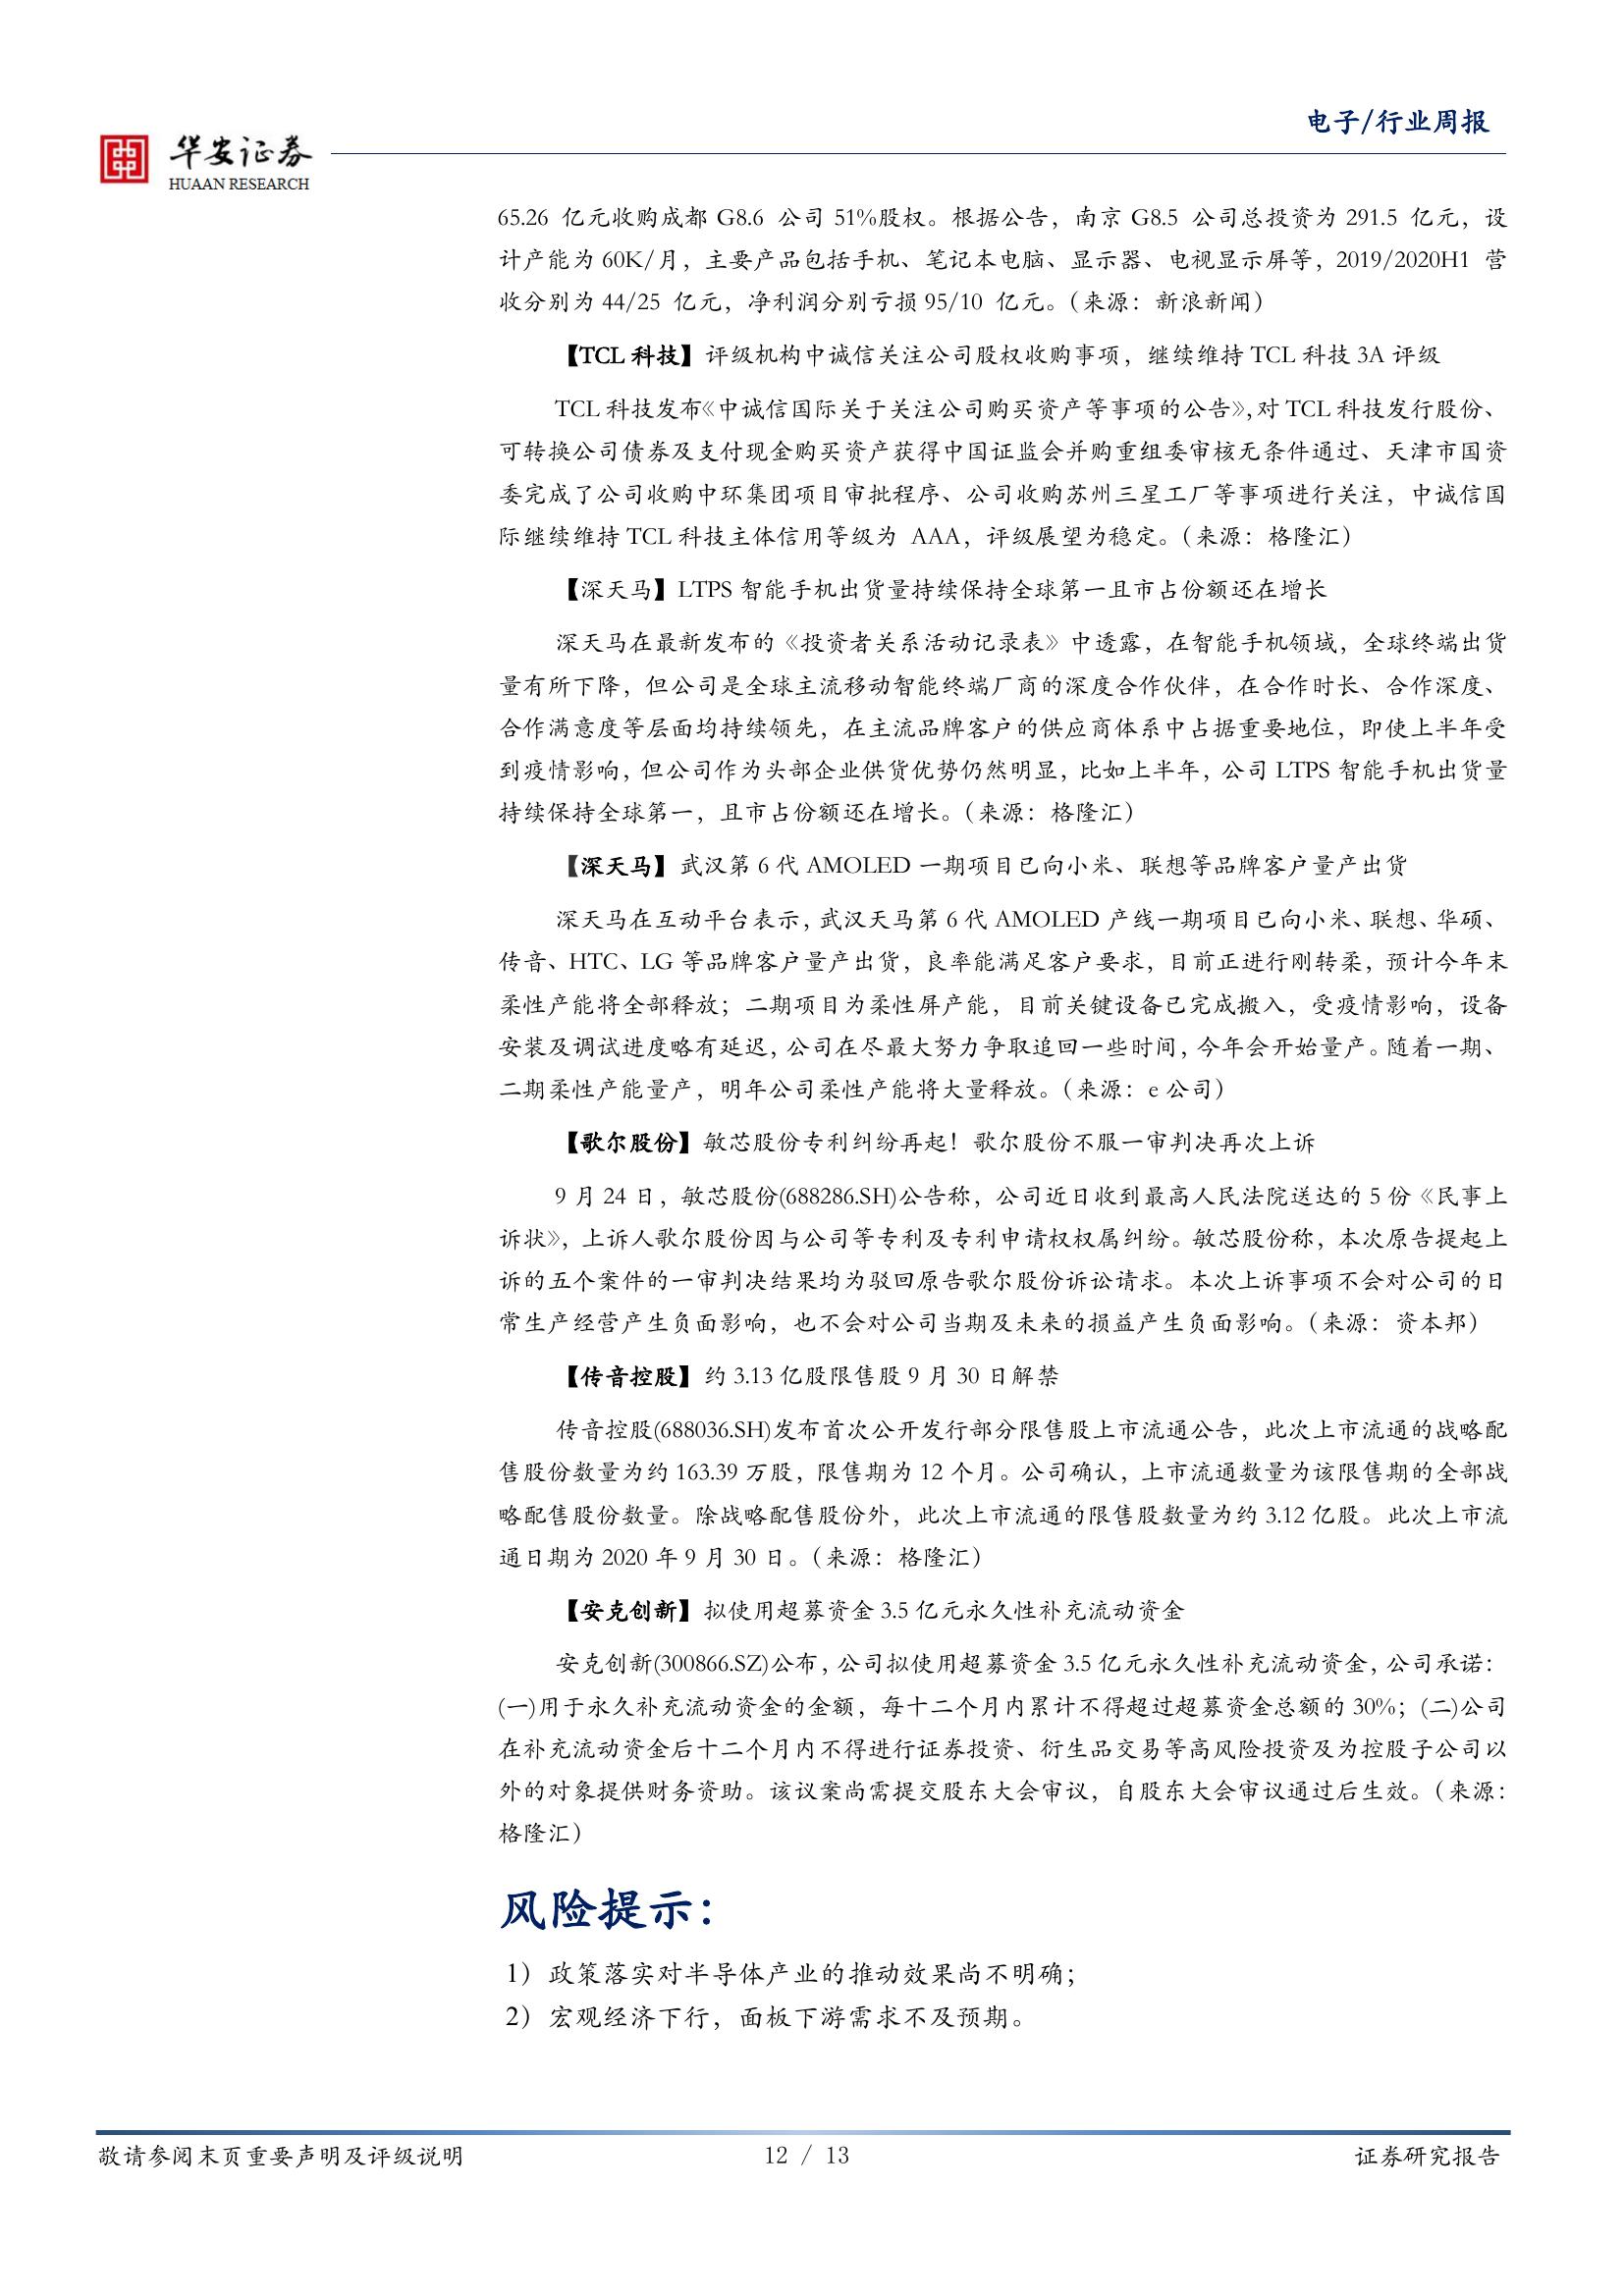 电子/行业周报
华安证券
HUAAN RESEARCH
65.26 亿元收购成都 G8.6 公司 51%股权。根据公告，南京 G8.5 公司总投资为 291.5 亿元，设
计产能为 60K/月，主要产品包括手机、笔记本电脑、显示器、电视显示屏等，2019/2020H1 营
收分别为 44/25 亿元，净利润分别亏损 95/10 亿元。（来源：新浪新闻）
【TCL 科技】评级机构中诚信关注公司股权收购事项，继续维持 TCL 科技 3A 评级
TCL 科技发布《中诚信国际关于关注公司购买资产等事项的公告》，对 TCL 科技发行股份、
可转换公司债券及支付现金购买资产获得中国证监会并购重组委审核无条件通过、天津市国资
委完成了公司收购中环集团项目审批程序、公司收购苏州三星工厂等事项进行关注，中诚信国
际继续维持 TCL 科技主体信用等级为 AAA，评级展望为稳定。（来源：格隆汇）
【深天马】LTPS 智能手机出货量持续保持全球第一且市占份额还在增长
深天马在最新发布的《投资者关系活动记录表》中透露，在智能手机领域，全球终端出货
量有所下降，但公司是全球主流移动智能终端厂商的深度合作伙伴，在合作时长、合作深度、
合作满意度等层面均持续领先，在主流品牌客户的供应商体系中占据重要地位，即使上半年受
到疫情影响，但公司作为头部企业供货优势仍然明显，比如上半年，公司 LTPS 智能手机出货量
持续保持全球第一，且市占份额还在增长。（来源：格隆汇）
【深天马】武汉第 6 代 AMOLED 一期项目已向小米、联想等品牌客户量产出货
深天马在互动平台表示，武汉天马第 6 代 AMOLED 产线一期项目已向小米、联想、华硕、
传音、HTC、LG 等品牌客户量产出货，良率能满足客户要求，目前正进行刚转柔，预计今年末
柔性产能将全部释放；二期项目为柔性屏产能，目前关键设备已完成搬入，受疫情影响，设备
安装及调试进度略有延迟，公司在尽最大努力争取追回一些时间，今年会开始量产。随着一期、
二期柔性产能量产，明年公司柔性产能将大量释放。（来源：e 公司）
【歌尔股份】敏芯股份专利纠纷再起！歌尔股份不服一审判决再次上诉
9 月 24 日，敏芯股份(688286.SH)公告称，公司近日收到最高人民法院送达的 5 份《民事上
诉状》，上诉人歌尔股份因与公司等专利及专利申请权权属纠纷。敏芯股份称，本次原告提起上
诉的五个案件的一审判决结果均为驳回原告歌尔股份诉讼请求。本次上诉事项不会对公司的日
常生产经营产生负面影响，也不会对公司当期及未来的损益产生负面影响。（来源：资本邦）
【传音控股】约 3.13 亿股限售股 9 月 30 日解禁
传音控股(688036.SH)发布首次公开发行部分限售股上市流通公告，此次上市流通的战略配
售股份数量为约 163.39 万股，限售期为 12 个月。公司确认，上市流通数量为该限售期的全部战
略配售股份数量。除战略配售股份外，此次上市流通的限售股数量为约 3.12 亿股。此次上市流
通日期为 2020 年 9 月 30 日。（来源：格隆汇）
【安克创新】拟使用超募资金 3.5 亿元永久性补充流动资金
安克创新(300866.SZ)公布，公司拟使用超募资金 3.5 亿元永久性补充流动资金，公司承诺：
(一)用于永久补充流动资金的金额，每十二个月内累计不得超过超募资金总额的 30%；(二)公司
在补充流动资金后十二个月内不得进行证券投资、衍生品交易等高风险投资及为控股子公司以
外的对象提供财务资助。该议案尚需提交股东大会审议，自股东大会审议通过后生效。（来源：
格隆汇）
风险提示：
1）政策落实对半导体产业的推动效果尚不明确；
2）宏观经济下行，面板下游需求不及预期。
敬请参阅末页重要声明及评级说明
12 / 13
证券研究报告